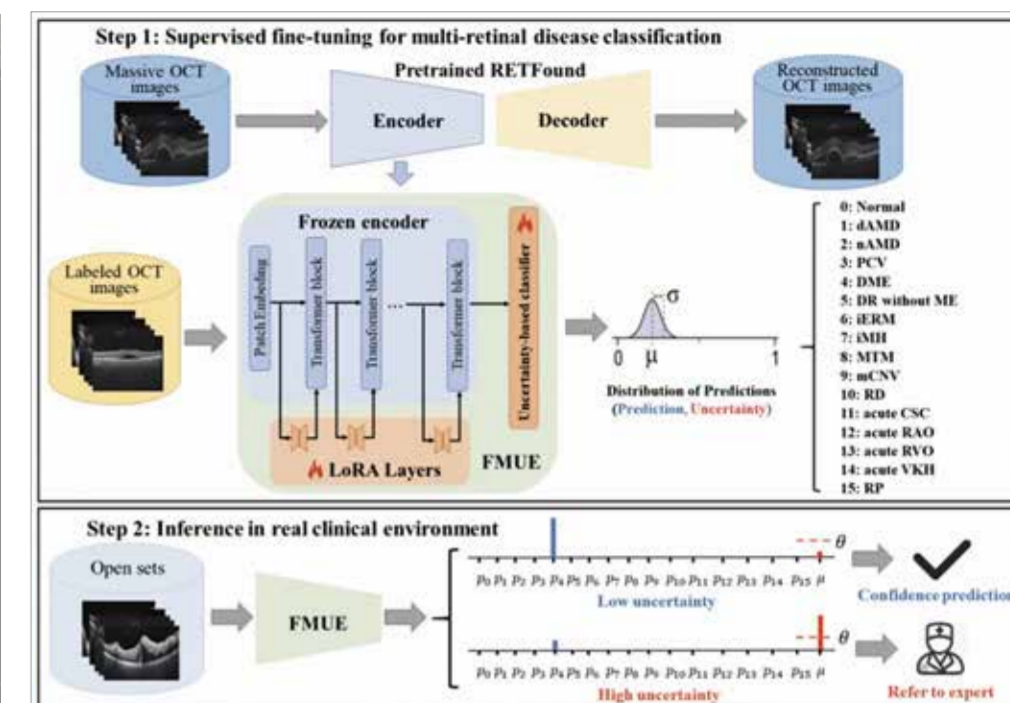 Step 1: Supervised fine-tuning for multi-retinal disease classification
Massive OCT
images
Pretrained RETFound
Encoder
Decoder
Reconstructed
OCT images
Labeled OCT
images
Frozen encoder
Patch Embeding
Transformer block
Transformer block
...
Transformer block
Uncertainty-based classifier
LoRA Layers
FMUE
σ
0 μ 1
Distribution of Predictions
(Prediction, Uncertainty)
0: Normal
1: dAMD
2: nAMD
3: PCV
4: DME
5: DR without ME
6: iERM
7: iMH
8: MTM
9: mCNV
10: RD
11: acute CSC
12: acute RAO
13: acute RVO
14: acute VKH
15: RP
Step 2: Inference in real clinical environment
Open sets
FMUE
θ
p0 p1 p2 p3 p4 p5 p6 p7 p8 p9 p10 p11 p12 p13 p14 p15 μ
Low uncertainty
Confidence prediction
θ
p0 p1 p2 p3 p4 p5 p6 p7 p8 p9 p10 p11 p12 p13 p14 p15 μ
High uncertainty
Refer to expert